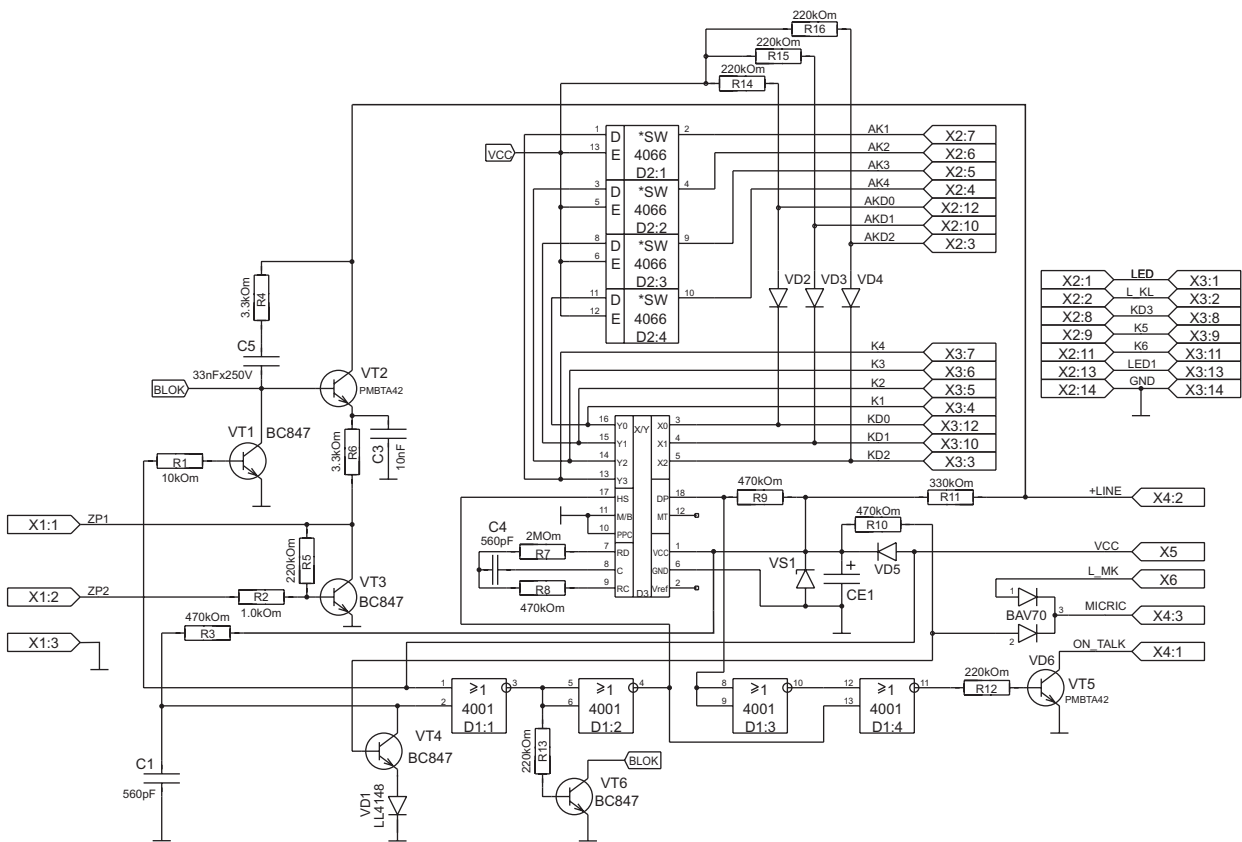 220kOm
R16
220kOm
R15
220kOm
R14
VCC
1 D *SW 2 AK1 X2:7
13 E 4066 AK2 X2:6
D2:1 AK3 X2:5
3 D *SW 4 AK4 X2:4
5 E 4066 AKD0 X2:12
D2:2 AKD1 X2:10
8 D *SW 9 AKD2 X2:3
6 E 4066
D2:3
11 D *SW 10
12 E 4066
D2:4
VD2 VD3 VD4
X2:1 LED X3:1
X2:2 L_KL X3:2
X2:8 KD3 X3:8
X2:9 K5 X3:9
X2:11 K6 X3:11
X2:13 LED1 X3:13
X2:14 GND X3:14
3.3kOm
R4
C5
33nFx250V
BLOK
VT2
PMBTA42
VT1 BC847
R1
10kOm
3.3kOm
R6
C3
10nF
K4 X3:7
K3 X3:6
K2 X3:5
K1 X3:4
KD0 X3:12
KD1 X3:10
KD2 X3:3
16 Y0 X/Y X0 3
15 Y1 X1 4
14 Y2 X2 5
13 Y3
17 HS DP 18
11 M/B MT 12
10 PPC
7 RD VCC 1
8 C GND 6
9 RC D3 Vref 2
470kOm
R9
330kOm
R11
+LINE X4:2
470kOm
R10
C4
560pF
2MOm
R7
R8
470kOm
VS1
+
CE1
VD5
VCC X5
L_MK X6
1
BAV70
2
3 MICRIC X4:3
ON_TALK X4:1
X1:1 ZP1
220kOm
R5
X1:2 ZP2
R2
1.0kOm
VT3
BC847
470kOm
R3
X1:3
1 ≥1 3
2 4001
D1:1
5 ≥1 4
6 4001
D1:2
8 ≥1 10
9 4001
D1:3
12 ≥1 11
13 4001
D1:4
220kOm
R12
VD6
VT5
PMBTA42
VT4
BC847
220kOm
R13
BLOK
VT6
BC847
C1
560pF
VD1
LL4148